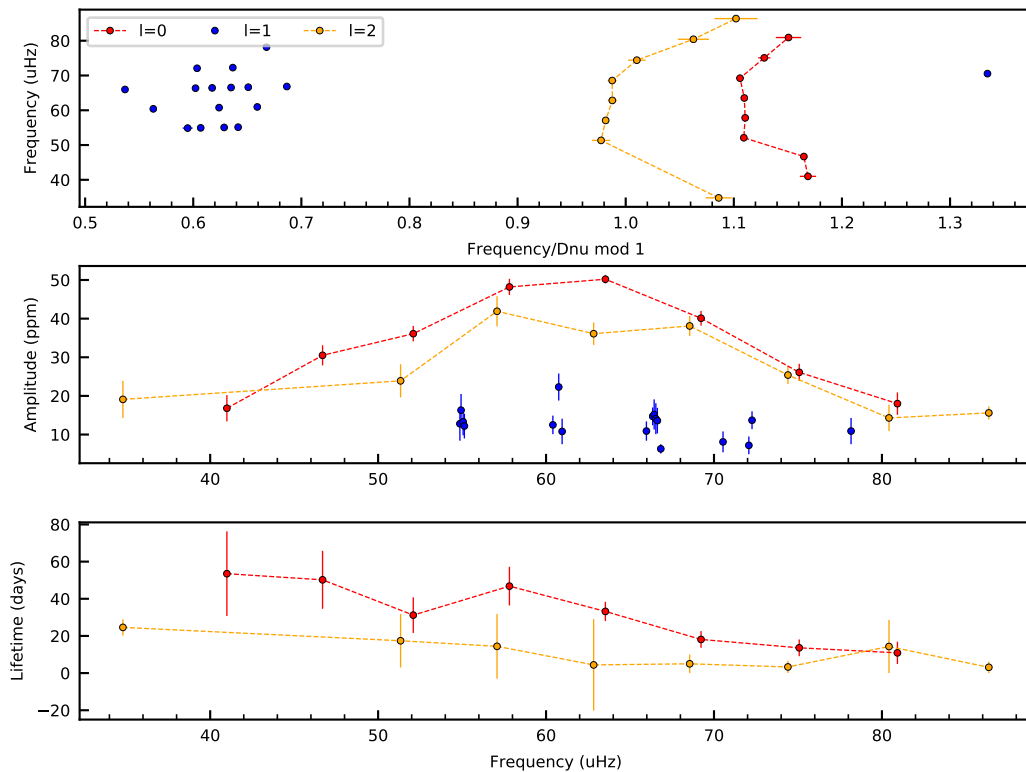 l=0 l=1 l=2
80
70
60
50
40
Frequency (uHz)
0.5 0.6 0.7 0.8 0.9 1.0 1.1 1.2 1.3
Frequency/Dnu mod 1
50
40
30
20
10
Amplitude (ppm)
40 50 60 70 80
80
60
40
20
0
−20
Lifetime (days)
40 50 60 70 80
Frequency (uHz)